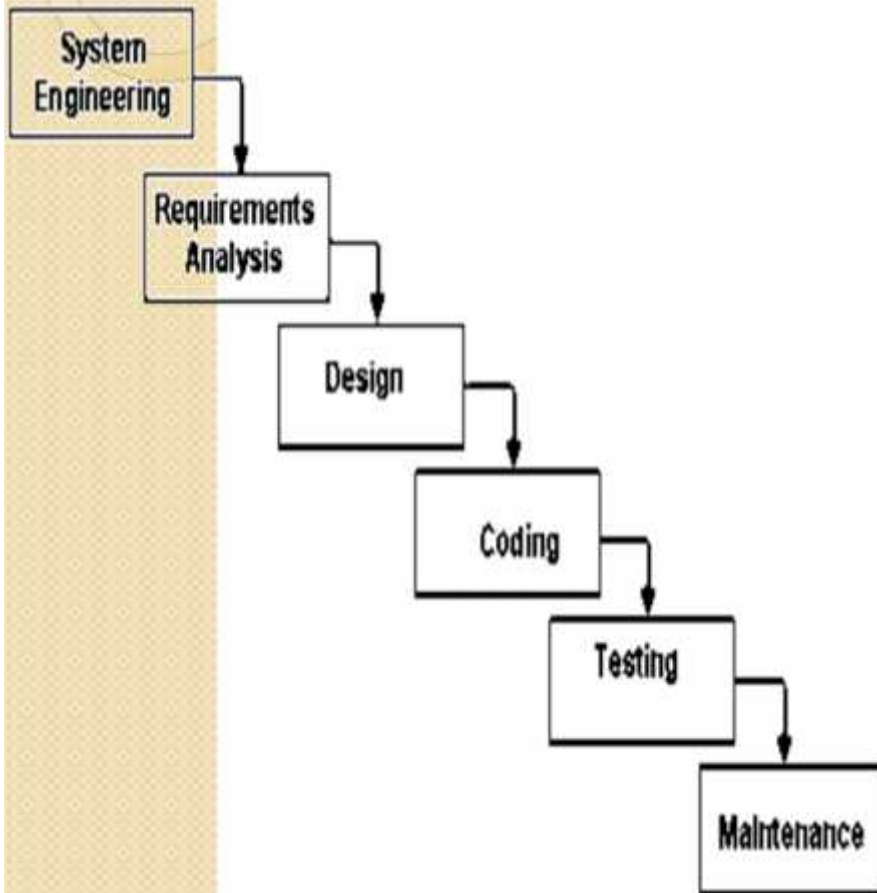 System
Engineering
Requirements
Analysis
Design
Coding
Testing
Maintenance